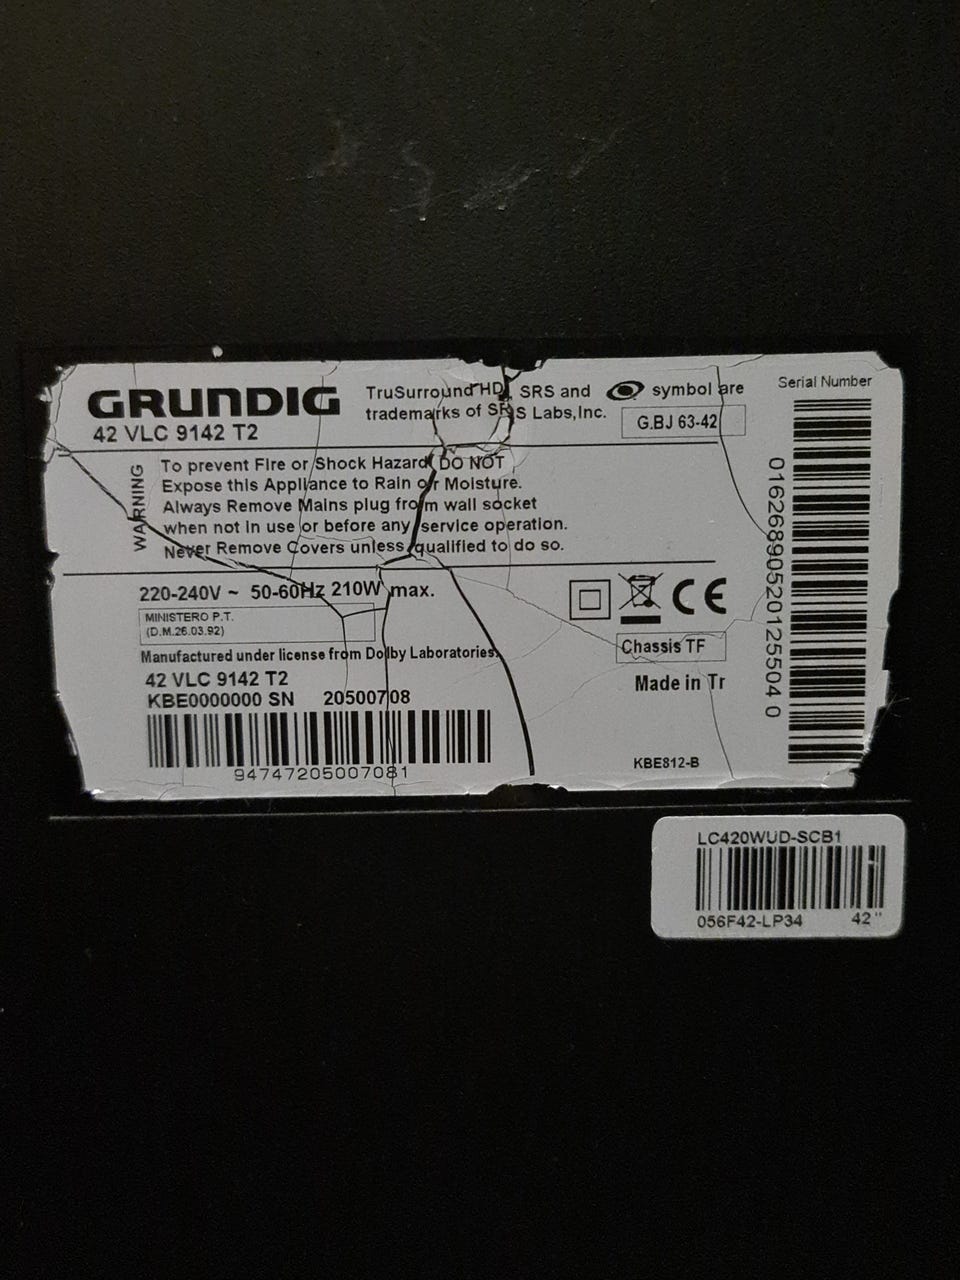 GRUNDIG
42 VLC 9142 T2
TruSurround HD, SRS and symbol are
trademarks of SRS Labs,Inc.
G.BJ 63-42
Serial Number
WARNING
To prevent Fire or Shock Hazard DO NOT
Expose this Appliance to Rain or Moisture.
Always Remove Mains plug from wall socket
when not in use or before any service operation.
Never Remove Covers unless qualified to do so.
0162689052012550 4 0
220-240V ~ 50-60Hz 210W max.
MINISTERO P.T.
(D.M.26.03.92)
CE
Manufactured under license from Dolby Laboratories.
Chassis TF
42 VLC 9142 T2
KBE0000000 SN 20500708
Made in Tr
94747205007081
KBE812-B
LC420WUD-SCB1
056F42-LP34 42"